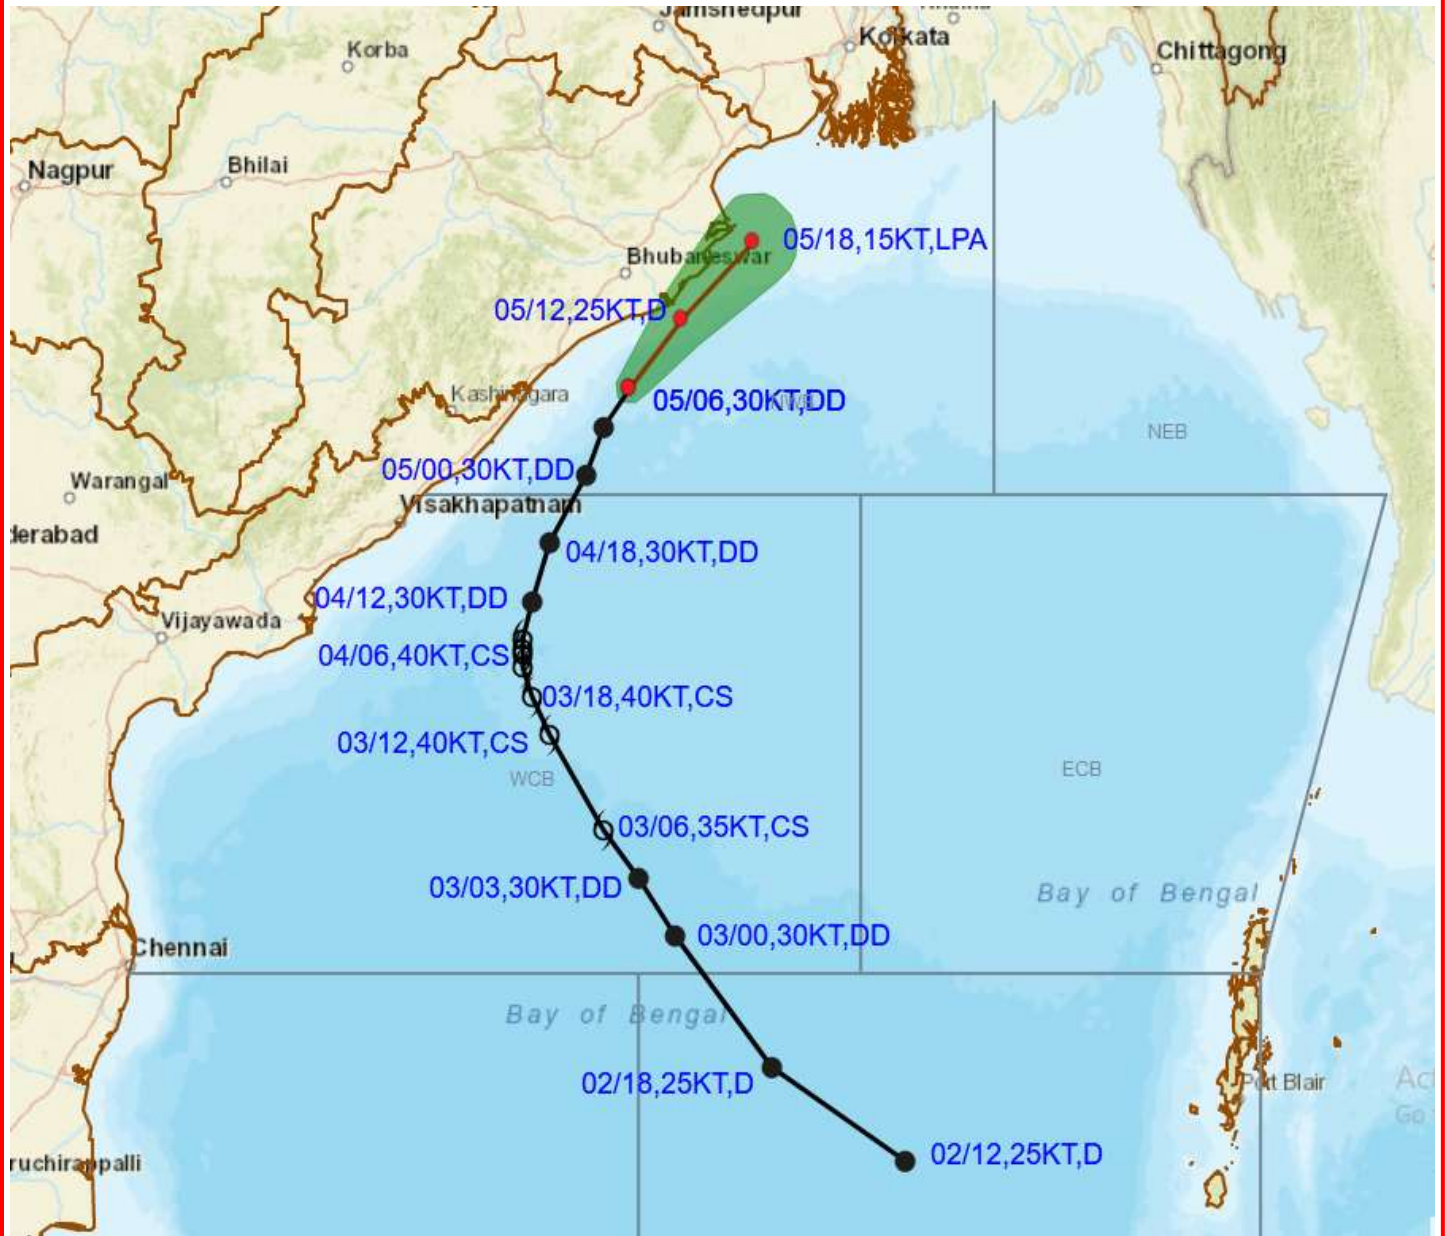 Jamshedpur
Korba
Kolkata
Chittagong
Nagpur
Bhilai
05/18,15KT,LPA
Bhubaneswar
05/12,25KT,D
Kashinagara
05/06,30KT,DD
NEB
05/00,30KT,DD
Warangal
Visakhapatnam
derabad
04/18,30KT,DD
04/12,30KT,DD
Vijayawada
04/06,40KT,CS
03/18,40KT,CS
03/12,40KT,CS
WCB
ECB
03/06,35KT,CS
03/03,30KT,DD
Bay of Bengal
03/00,30KT,DD
Chennai
Bay of Bengal
02/18,25KT,D
Port Blair
Ac
Go
02/12,25KT,D
ruchirappalli